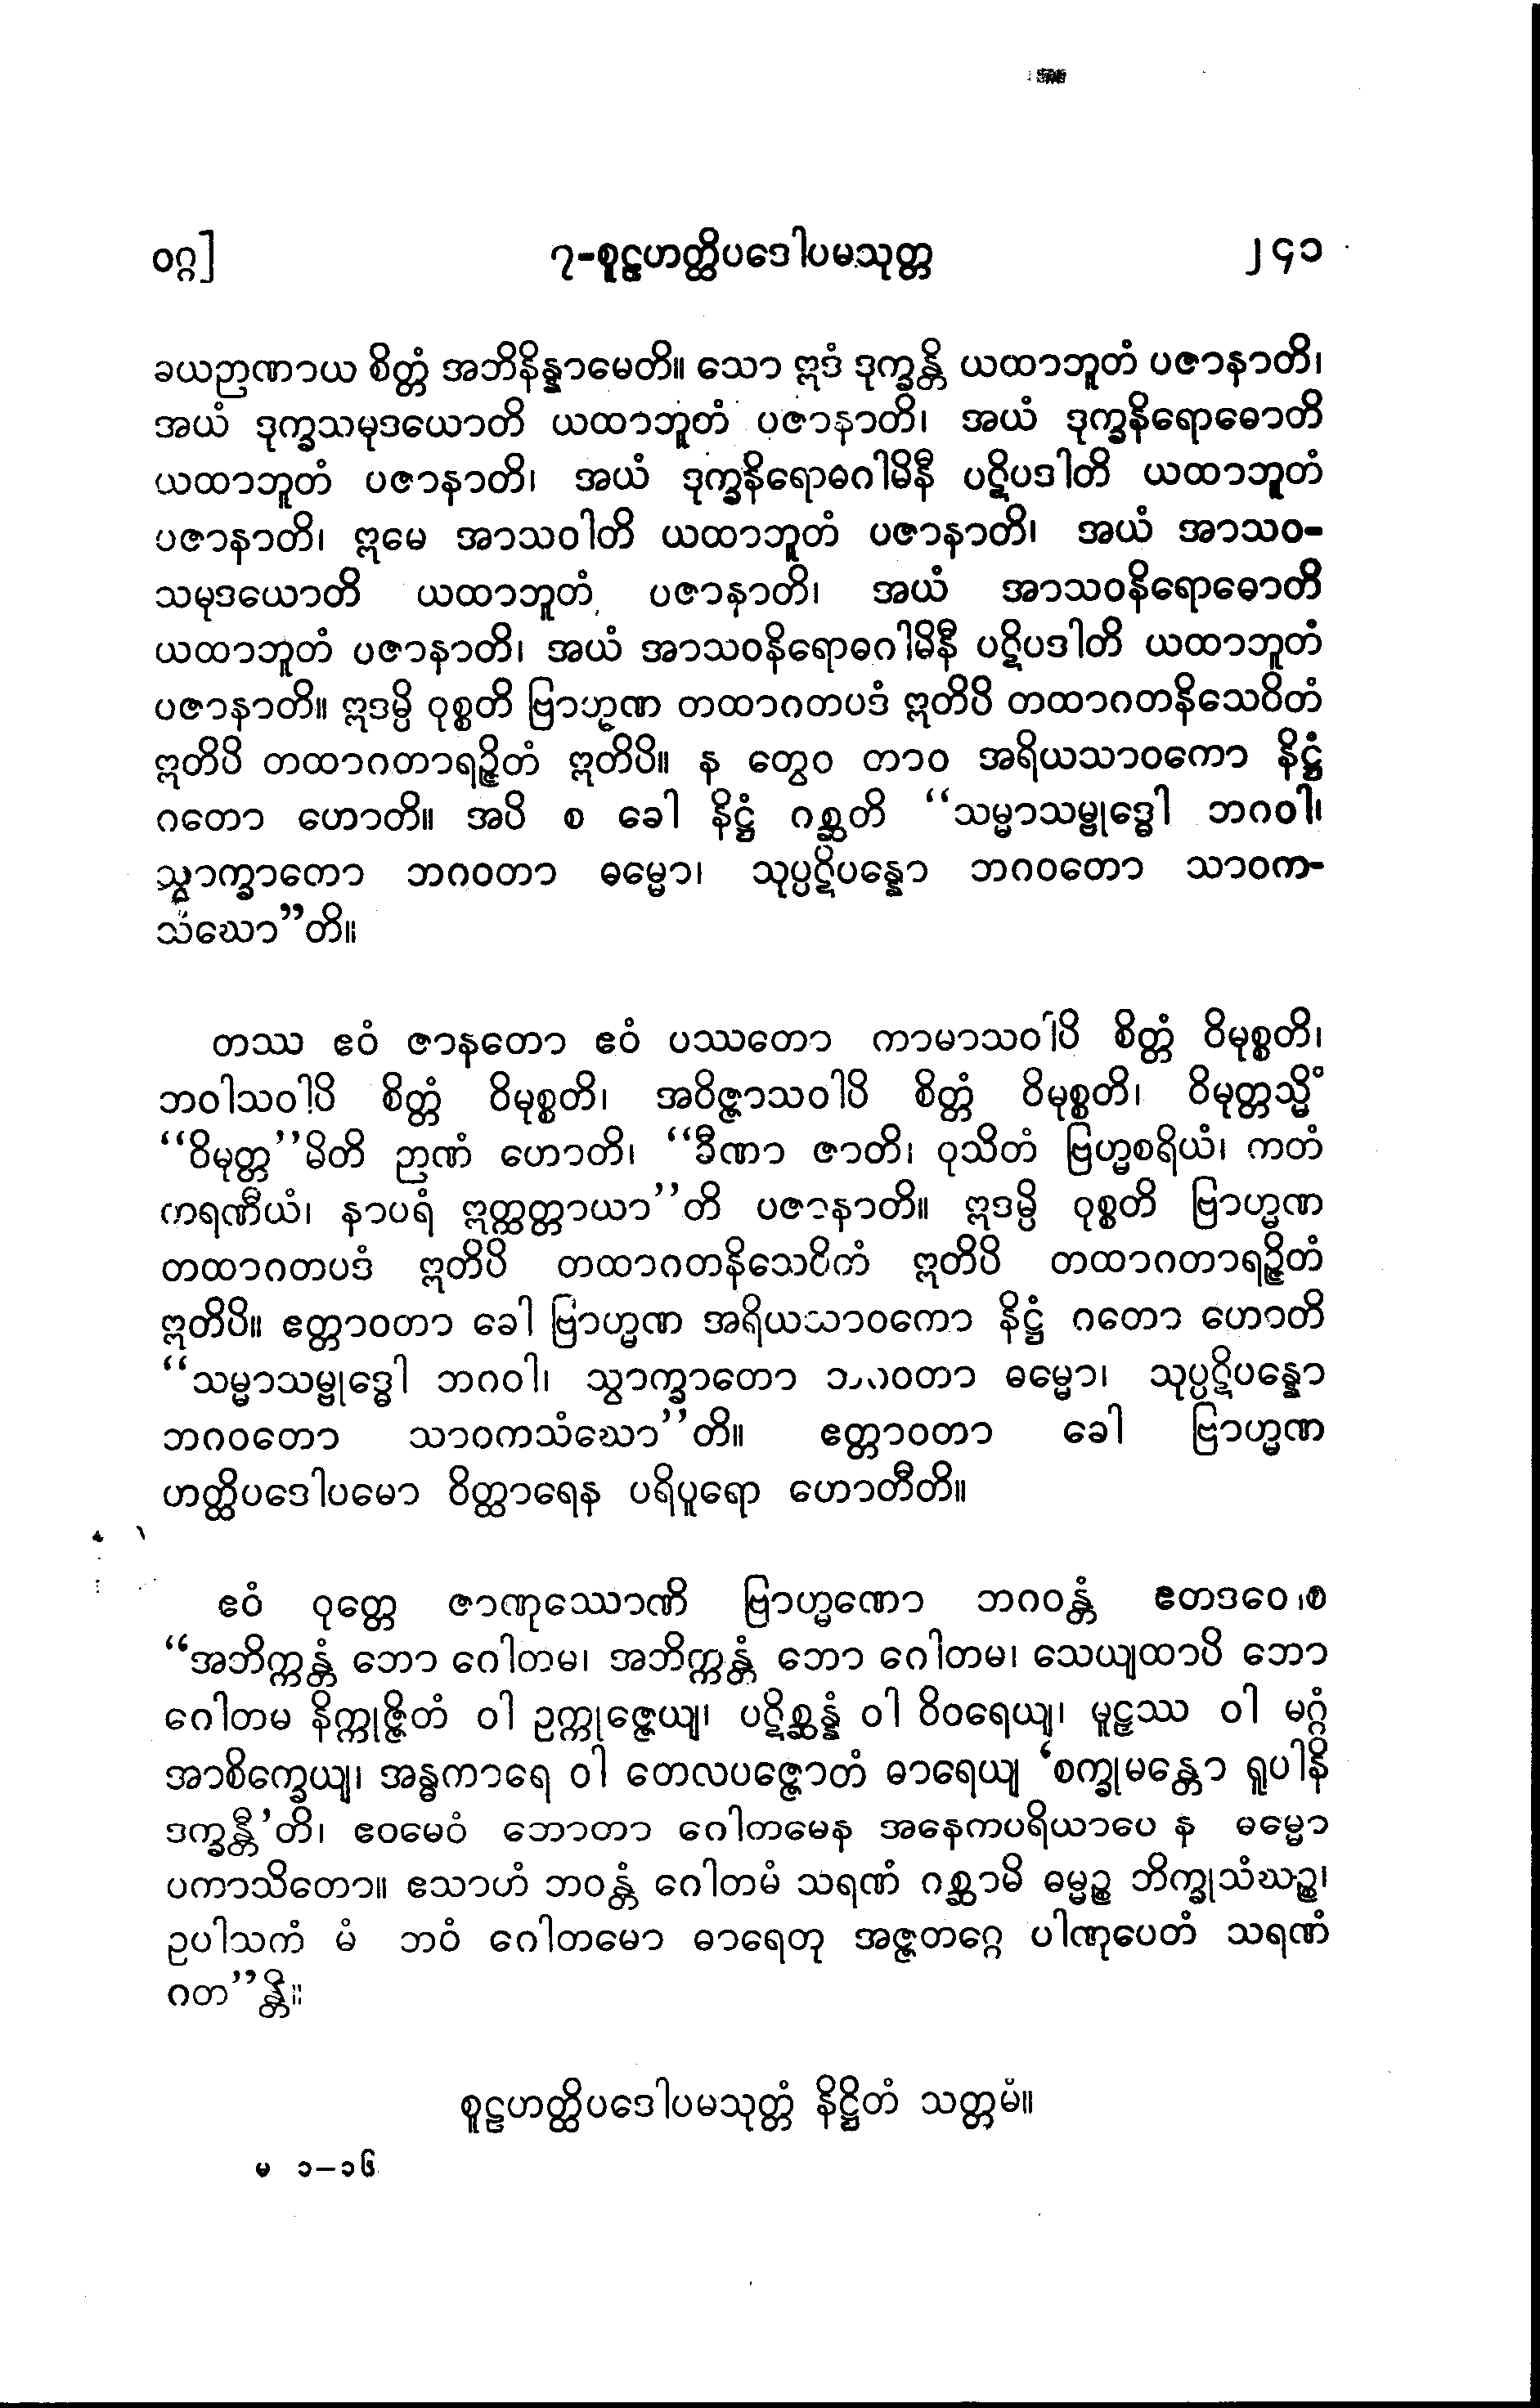 ဝဂ္ဂ]
၇-စူဠဟတ္ထိပဒေါပမသုတ္တ
၂၄၁
ခယဉာဏာယ စိတ္တံ အဘိနိန္နာမေတိ။ သော ဣဒံ ဒုက္ခန္တိ ယထာဘူတံ ပဇာနာတိ၊
အယံ ဒုက္ခသမုဒယောတိ ယထာဘူတံ ပဇာနာတိ၊ အယံ ဒုက္ခနိရောဓောတိ
ယထာဘူတံ ပဇာနာတိ၊ အယံ ဒုက္ခနိရောဓဂါမိနီ ပဋိပဒါတိ ယထာဘူတံ
ပဇာနာတိ၊ ဣမေ အာသဝါတိ ယထာဘူတံ ပဇာနာတိ၊ အယံ အာသဝ-
သမုဒယောတိ ယထာဘူတံ ပဇာနာတိ၊ အယံ အာသဝနိရောဓောတိ
ယထာဘူတံ ပဇာနာတိ၊ အယံ အာသဝနိရောဓဂါမိနီ ပဋိပဒါတိ ယထာဘူတံ
ပဇာနာတိ။ ဣဒမ္ပိ ဝုစ္စတိ ဗြာဟ္မဏ တထာဂတပဒံ ဣတိပိ တထာဂတနိသေဝိတံ
ဣတိပိ တထာဂတာရဉ္ဇိတံ ဣတိပိ။ န တွေဝ တာဝ အရိယသာဝကော နိဋ္ဌံ
ဂတော ဟောတိ။ အပိ စ ခေါ နိဋ္ဌံ ဂစ္ဆတိ “သမ္မာသမ္ဗုဒ္ဓေါ ဘဂဝါ၊
သွာက္ခာတော ဘဂဝတာ ဓမ္မော၊ သုပ္ပဋိပန္နော ဘဂဝတော သာဝက-
သံဃော”တိ။
တဿ ဧဝံ ဇာနတော ဧဝံ ပဿတော ကာမာသဝါပိ စိတ္တံ ဝိမုစ္စတိ၊
ဘဝါသဝါပိ စိတ္တံ ဝိမုစ္စတိ၊ အဝိဇ္ဇာသဝါပိ စိတ္တံ ဝိမုစ္စတိ၊ ဝိမုတ္တသ္မိံ
“ဝိမုတ္တ”မိတိ ဉာဏံ ဟောတိ၊ “ခီဏာ ဇာတိ၊ ဝုသိတံ ဗြဟ္မစရိယံ၊ ကတံ
ကရဏီယံ၊ နာပရံ ဣတ္ထတ္တာယာ”တိ ပဇာနာတိ။ ဣဒမ္ပိ ဝုစ္စတိ ဗြာဟ္မဏ
တထာဂတပဒံ ဣတိပိ တထာဂတနိသေဝိတံ ဣတိပိ တထာဂတာရဉ္ဇိတံ
ဣတိပိ။ ဧတ္တာဝတာ ခေါ ဗြာဟ္မဏ အရိယသာဝကော နိဋ္ဌံ ဂတော ဟောတိ
“သမ္မာသမ္ဗုဒ္ဓေါ ဘဂဝါ၊ သွာက္ခာတော ဘဂဝတာ ဓမ္မော၊ သုပ္ပဋိပန္နော
ဘဂဝတော သာဝကသံဃော”တိ။ ဧတ္တာဝတာ ခေါ ဗြာဟ္မဏ
ဟတ္ထိပဒေါပမော ဝိတ္ထာရေန ပရိပူရော ဟောတီတိ။
ဧဝံ ဝုတ္တေ ဇာဏုဿောဏိ ဗြာဟ္မဏော ဘဂဝန္တံ ဧတဒဝေါစ
“အဘိက္ကန္တံ ဘော ဂေါတမ၊ အဘိက္ကန္တံ ဘော ဂေါတမ၊ သေယျထာပိ ဘော
ဂေါတမ နိက္ကုဇ္ဇိတံ ဝါ ဥက္ကုဇ္ဇေယျ၊ ပဋိစ္ဆန္နံ ဝါ ဝိဝရေယျ၊ မူဠဿ ဝါ မဂ္ဂံ
အာစိက္ခေယျ၊ အန္ဓကာရေ ဝါ တေလပဇ္ဇောတံ ဓာရေယျ ‘စက္ခုမန္တော ရူပါနိ
ဒက္ခန္တီ’တိ၊ ဧဝမေဝံ ဘောတာ ဂေါတမေန အနေကပရိယာယေန ဓမ္မော
ပကာသိတော။ ဧသာဟံ ဘဝန္တံ ဂေါတမံ သရဏံ ဂစ္ဆာမိ ဓမ္မဉ္စ ဘိက္ခုသံဃဉ္စ၊
ဥပါသကံ မံ ဘဝံ ဂေါတမော ဓာရေတု အဇ္ဇတဂ္ဂေ ပါဏုပေတံ သရဏံ
ဂတ”န္တိ။
စူဠဟတ္ထိပဒေါပမသုတ္တံ နိဋ္ဌိတံ သတ္တမံ။
မ ၁–၁၆